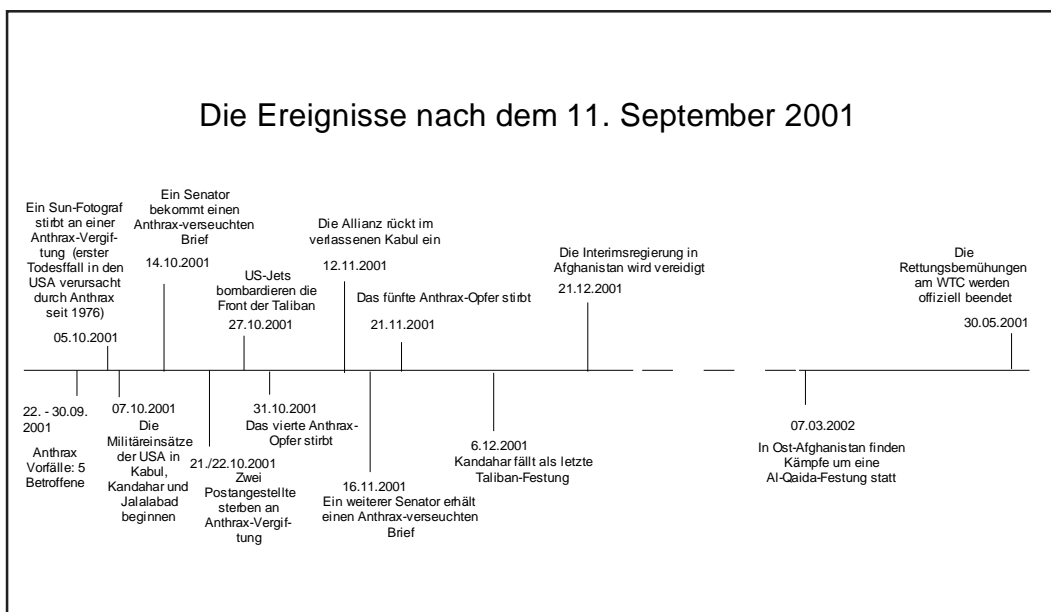 Die Ereignisse nach dem 11. September 2001
Ein Sun-Fotograf
stirbt an einer
Anthrax-Vergif-
tung (erster
Todesffall in den
USA verursacht
durch Anthrax
seit 1976)
05.10.2001
Ein Senator
bekommt einen
Anthrax-verseuchten
Brief
14.10.2001
US-Jets
bombardieren die
Front der Taliban
27.10.2001
Die Allianz rückt im
verlassenen Kabul ein
12.11.2001
Das fünfte Anthrax-Opfer stirbt
21.11.2001
Die Interimsregierung in
Afghanistan wird vereidigt
21.12.2001
Die
Rettungsbemühungen
am WTC werden
offiziell beendet
30.05.2001
22. - 30.09.
2001
Anthrax
Vorfälle: 5
Betroffene
07.10.2001
Die
Militäreinsätze
der USA in
Kabul,
Kandahar und
Jalalabad
beginnen
21./22.10.2001
Zwei
Postangestellte
sterben an
Anthrax-Vergif-
tung
31.10.2001
Das vierte Anthrax-
Opfer stirbt
16.11.2001
Ein weiterer Senator erhält
einen Anthrax-verseuchten
Brief
6.12.2001
Kandahar fällt als letzte
Taliban-Festung
07.03.2002
In Ost-Afghanistan finden
Kämpfe um eine
Al-Qaida-Festung statt